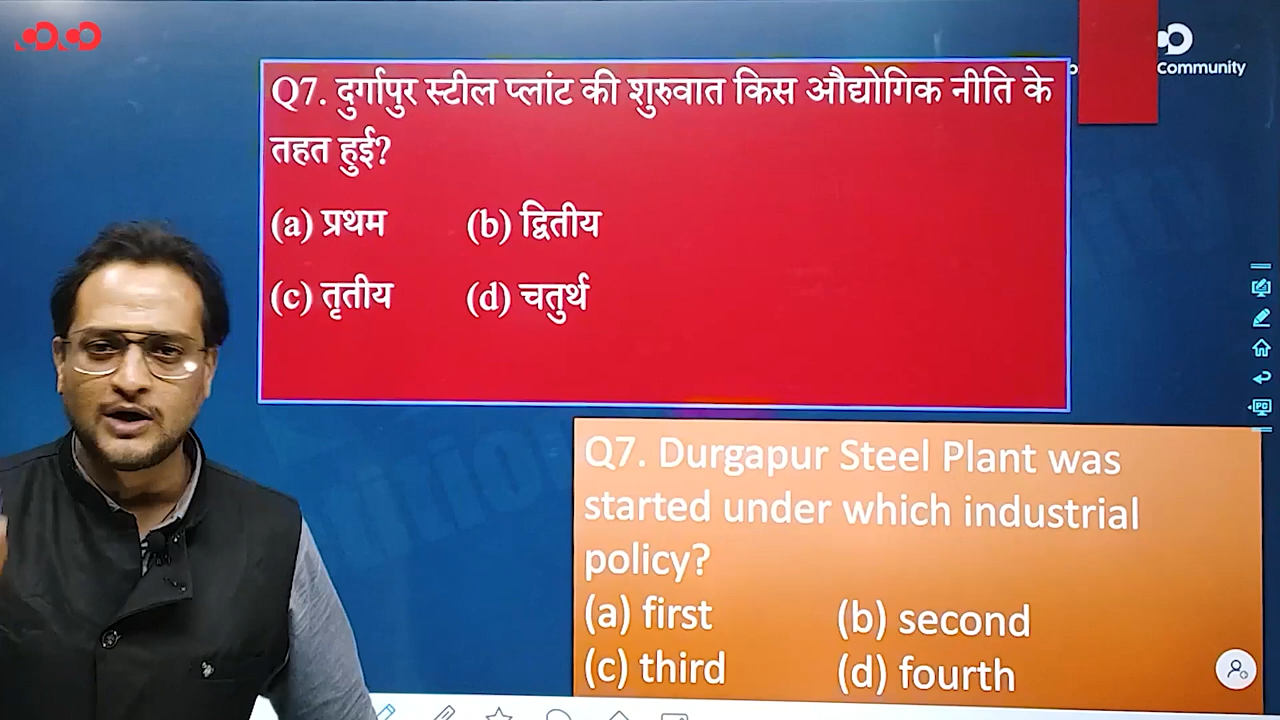 Community
Q7. दुर्गापुर स्टील प्लांट की शुरुवात किस औद्योगिक नीति के
तहत हुई?
(a) प्रथम (b) द्वितीय
(c) तृतीय (d) चतुर्थ
Q7. Durgapur Steel Plant was
started under which industrial
policy?
(a) first (b) second
(c) third (d) fourth
PC